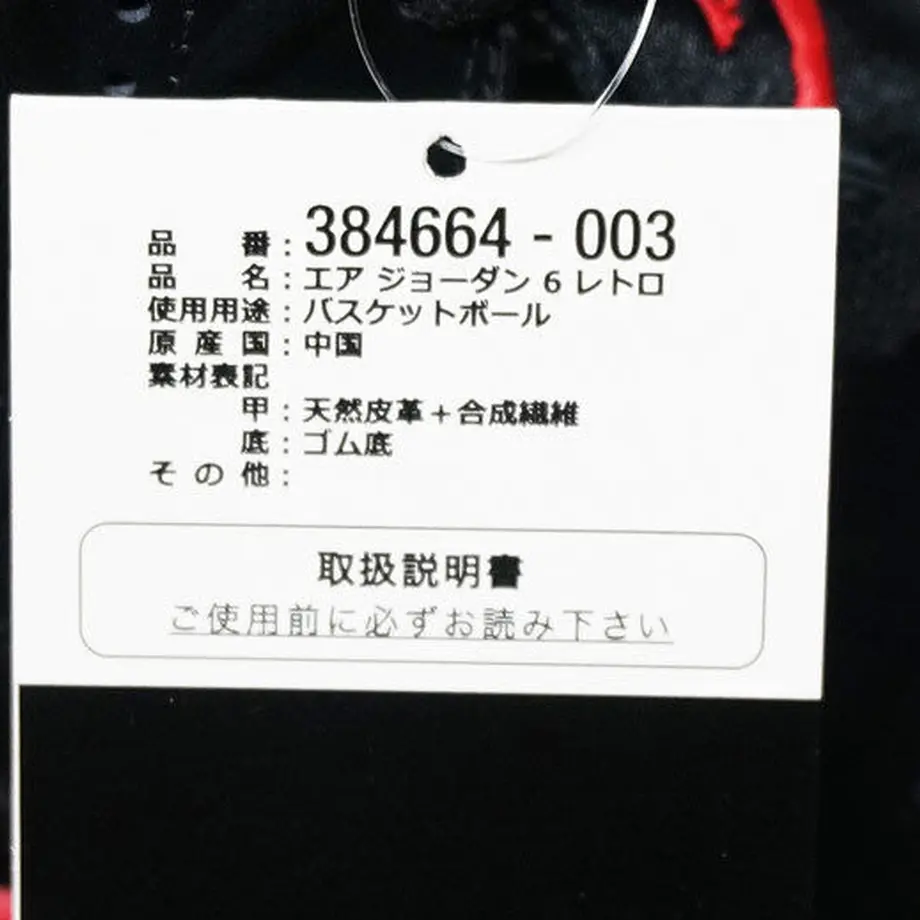 品番：384664-003
品名：エア ジョーダン 6 レトロ
使用用途：バスケットボール
原産国：中国
素材表記
甲：天然皮革＋合成繊維
底：ゴム底
その他：
取扱説明書
ご使用前に必ずお読み下さい